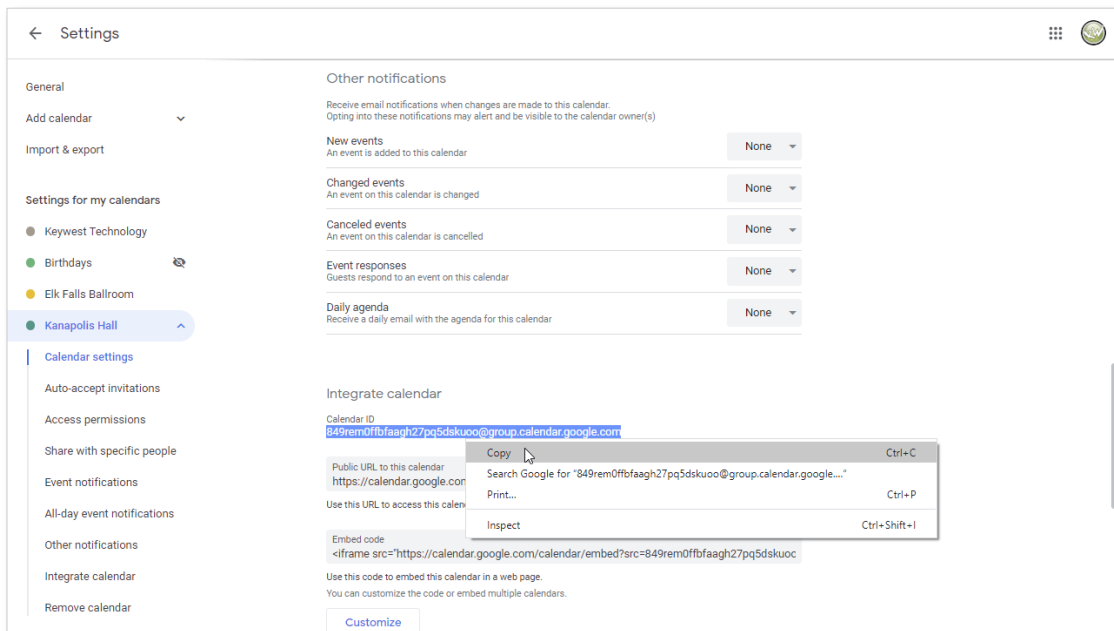 Settings
General
Add calendar
Import & export
Settings for my calendars
Keywest Technology
Birthdays
Elk Falls Ballroom
Kanapolis Hall
Calendar settings
Auto-accept invitations
Access permissions
Share with specific people
Event notifications
All-day event notifications
Other notifications
Integrate calendar
Remove calendar
Other notifications
Receive email notifications when changes are made to this calendar.
Opting into these notifications may alert and be visible to the calendar owner(s)
New events
An event is added to this calendar
None
Changed events
An event on this calendar is changed
None
Canceled events
An event on this calendar is cancelled
None
Event responses
Guests respond to an event on this calendar
None
Daily agenda
Receive a daily email with the agenda for this calendar
None
Integrate calendar
Calendar ID
849rem0ffbfaagh27pq5dskuoo@group.calendar.google.com
Copy Ctrl+C
Search Google for "849rem0ffbfaagh27pq5dskuoo@group.calendar.google...."
Print... Ctrl+P
Inspect Ctrl+Shift+I
Public URL to this calendar
https://calendar.google.com
Use this URL to access this calen
Embed code
<iframe src="https://calendar.google.com/calendar/embed?src=849rem0ffbfaagh27pq5dskuoc
Use this code to embed this calendar in a web page.
You can customize the code or embed multiple calendars.
Customize